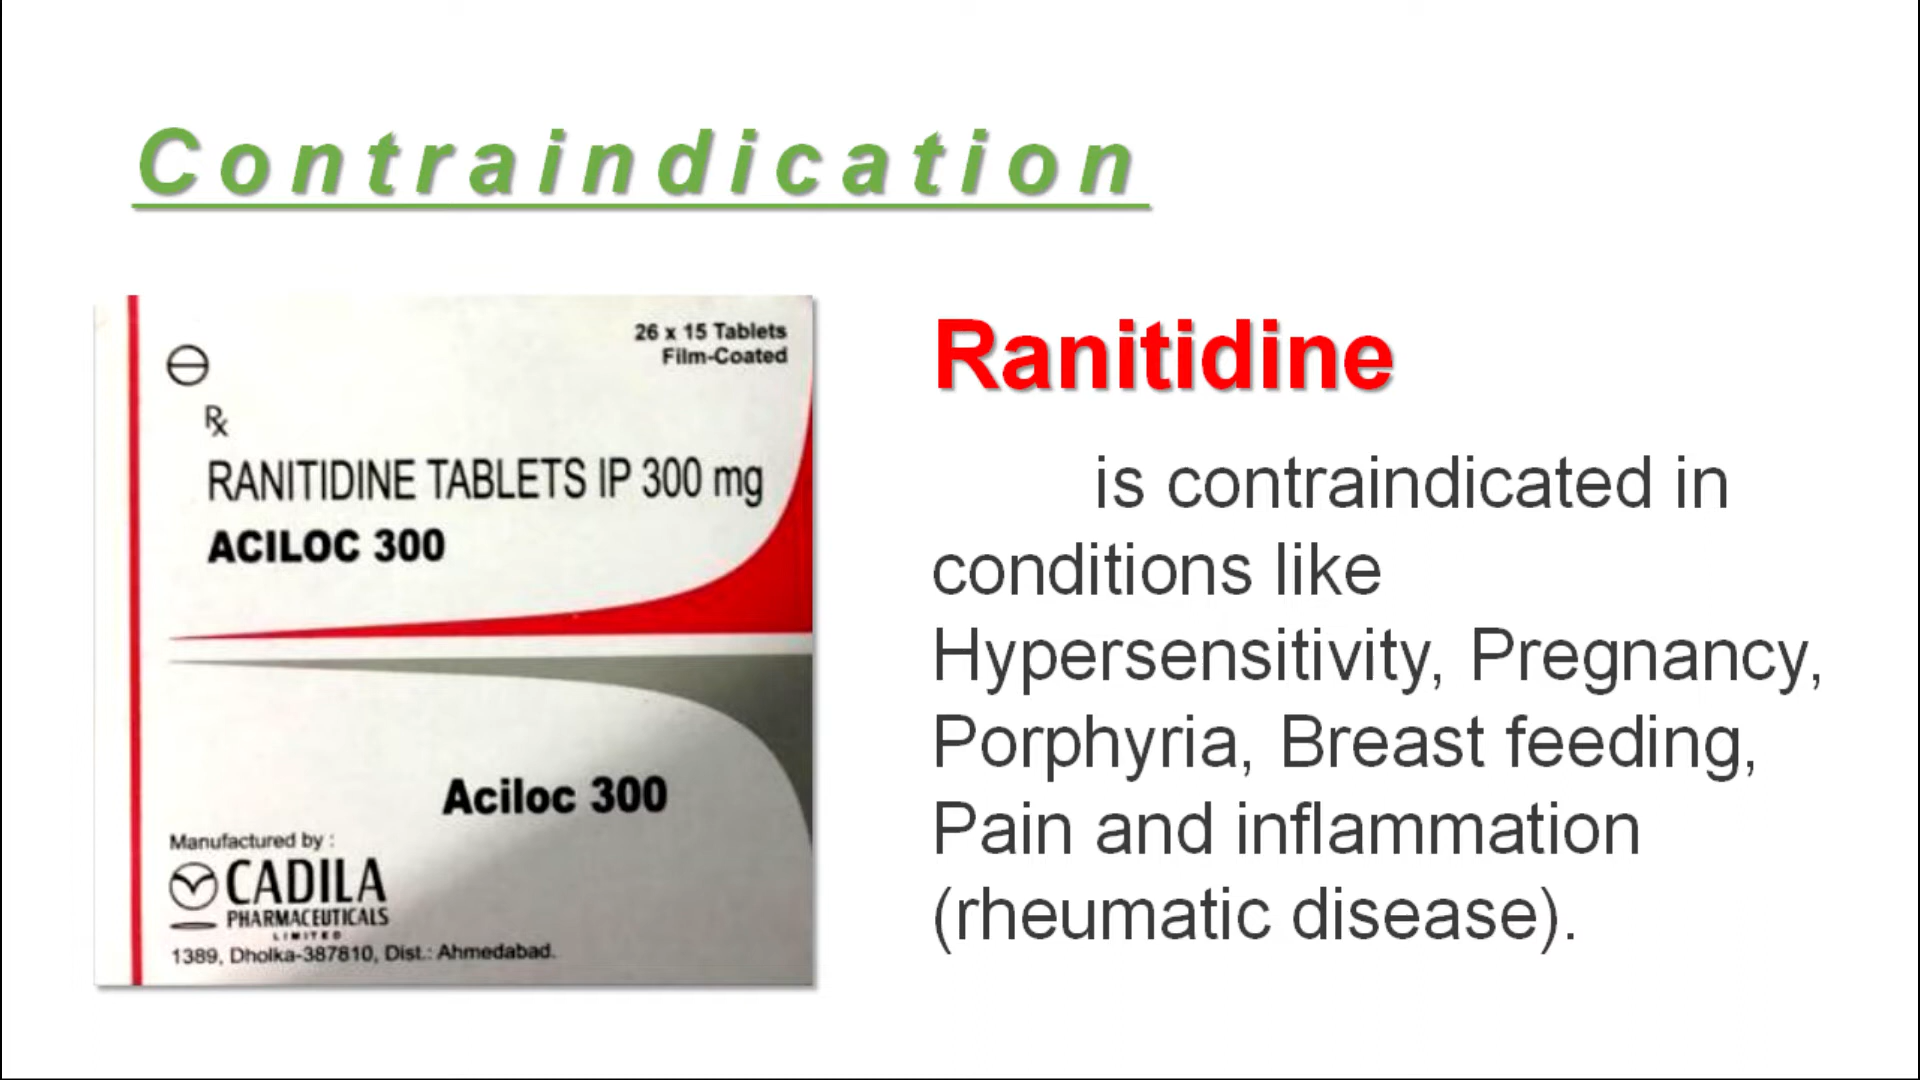 Contraindication
26 x 15 Tablets
Film-Coated
Rx
RANITIDINE TABLETS IP 300 mg
ACILOC 300
Aciloc 300
Manufactured by :
CADILA
PHARMACEUTICALS
LIMITED
1389, Dholka-387810, Dist.: Ahmedabad.
Ranitidine
is contraindicated in
conditions like
Hypersensitivity, Pregnancy,
Porphyria, Breast feeding,
Pain and inflammation
(rheumatic disease).